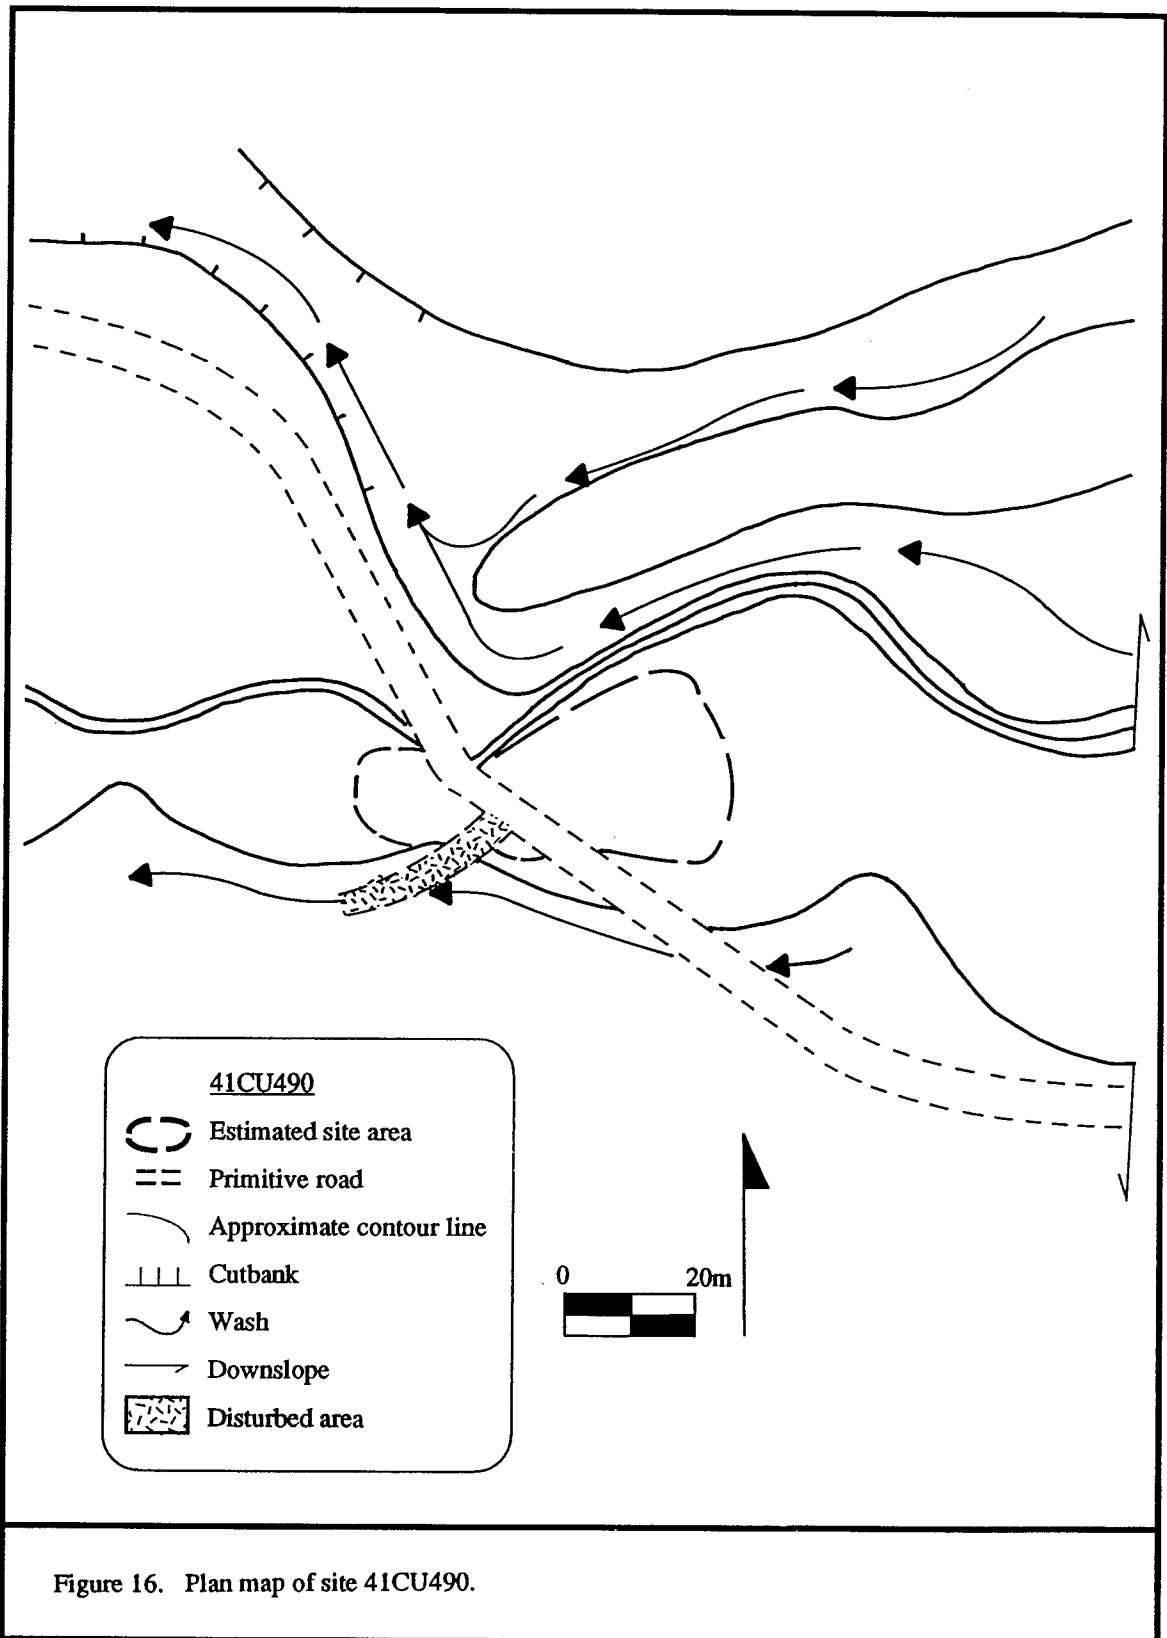 41CU490
Estimated site area
Primitive road
Approximate contour line
Cutbank
Wash
Downslope
Disturbed area
0 20m
Figure 16. Plan map of site 41CU490.